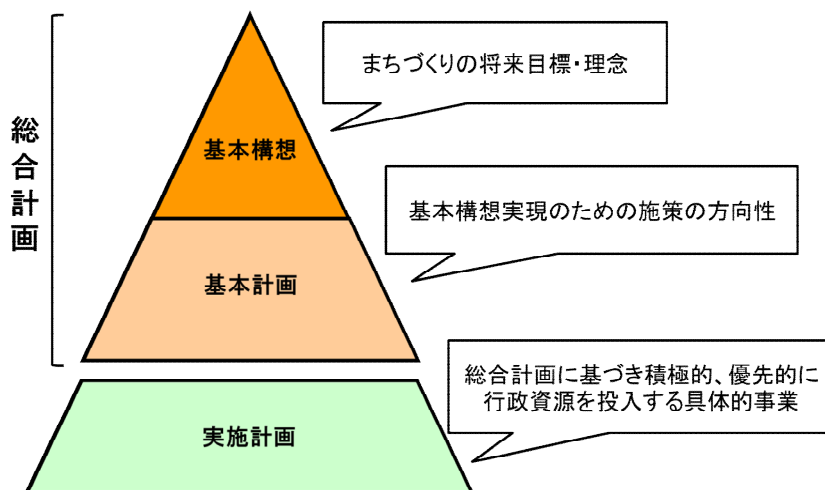 総合計画
まちづくりの将来目標・理念
基本構想
基本構想実現のための施策の方向性
基本計画
総合計画に基づき積極的、優先的に
行政資源を投入する具体的事業
実施計画